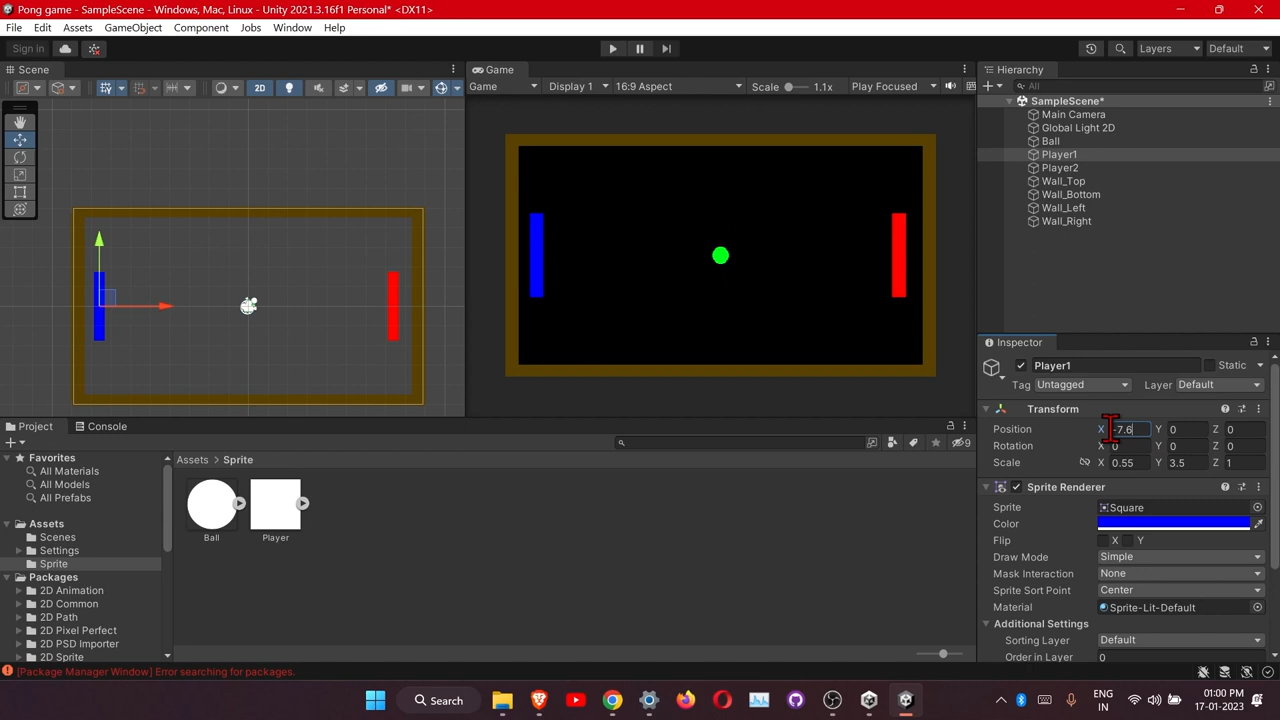 Pong game - SampleScene - Windows, Mac, Linux - Unity 2021.3.16f1 Personal* <DX11>
File Edit Assets GameObject Component Jobs Window Help
Sign in Layers Default
Scene Game Hierarchy
2D Game Display 1 16:9 Aspect Scale 1.1x Play Focused All
SampleScene*
Main Camera
Global Light 2D
Ball
Player1
Player2
Wall_Top
Wall_Bottom
Wall_Left
Wall_Right
Inspector
Player1 Static
Tag Untagged Layer Default
Transform
Position X -7.6 Y 0 Z 0
Rotation X 0 Y 0 Z 0
Scale X 0.55 Y 3.5 Z 1
Sprite Renderer
Sprite Square
Color
Flip X Y
Draw Mode Simple
Mask Interaction None
Sprite Sort Point Center
Material Sprite-Lit-Default
Additional Settings
Sorting Layer Default
Order in Layer 0
Project Console
9
Favorites
All Materials
All Models
All Prefabs
Assets
Scenes
Settings
Sprite
Packages
2D Animation
2D Common
2D Path
2D Pixel Perfect
2D PSD Importer
2D Sprite
Assets > Sprite
Ball Player
[Package Manager Window] Error searching for packages.
Search
ENG
IN
01:00 PM
17-01-2023